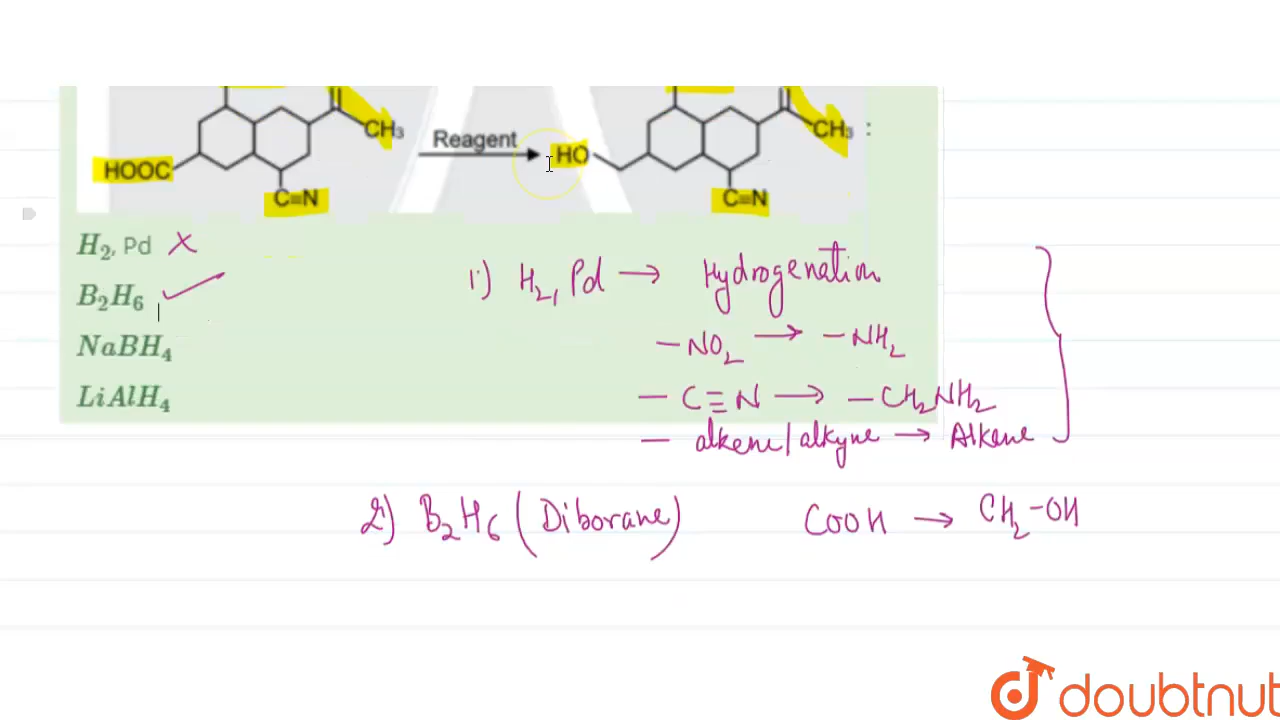 CH₃ CH₃ :
Reagent
HOOC HO
C≡N C≡N
H₂, Pd ×
B₂H₆ ✓
NaBH₄
LiAlH₄
1) H₂, Pd → Hydrogenation
-NO₂ → -NH₂
- C≡N → -CH₂NH₂
- alkene/alkyne → Alkane
2) B₂H₆ (Diborane) COOH → CH₂-OH
doubtnut